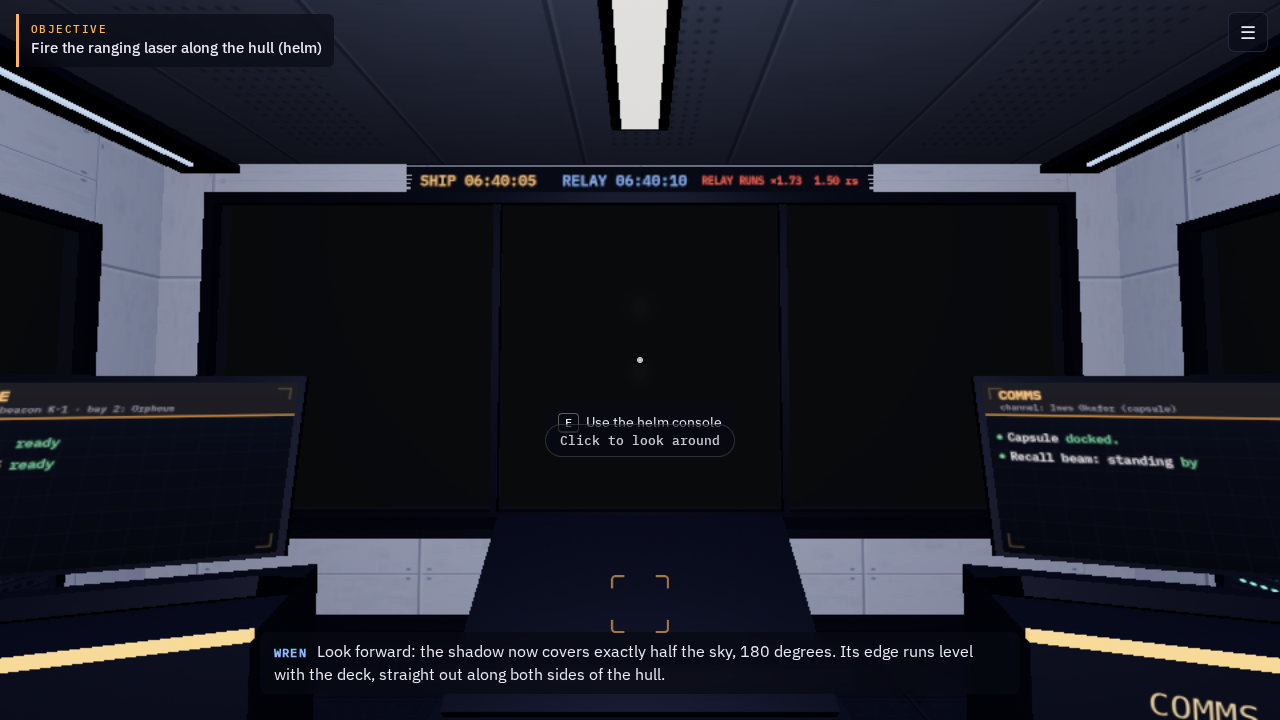 OBJECTIVE
Fire the ranging laser along the hull (helm)
☰
SHIP 06:40:05 RELAY 06:40:10 RELAY RUNS ×1.73 1.50 rs
E
beacon K-1 · bay 2: Orpheus
ready
ready
COMMS
channel: Ines Okafor (capsule)
• Capsule docked.
• Recall beam: standing by
E Use the helm console
Click to look around
WREN Look forward: the shadow now covers exactly half the sky, 180 degrees. Its edge runs level
with the deck, straight out along both sides of the hull.
COMMS